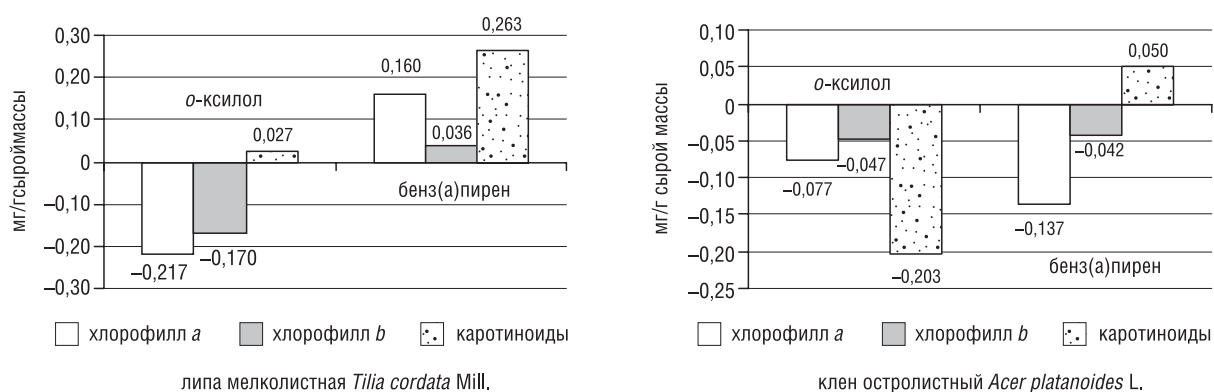 мг/гсыроймассы
0,30
0,20
0,10
0
–0,10
–0,20
–0,30
о-ксилол
0,160
0,263
0,027
0,036
бенз(а)пирен
–0,217
–0,170
хлорофилл a
хлорофилл b
каротиноиды
липа мелколистная Tilia cordata Mill.
мг/г сырой массы
0,10
0,05
0
–0,05
–0,10
–0,15
–0,20
–0,25
о-ксилол
0,050
–0,077
–0,047
–0,042
–0,137
–0,203
бенз(а)пирен
хлорофилл a
хлорофилл b
каротиноиды
клен остролистный Acer platanoides L.